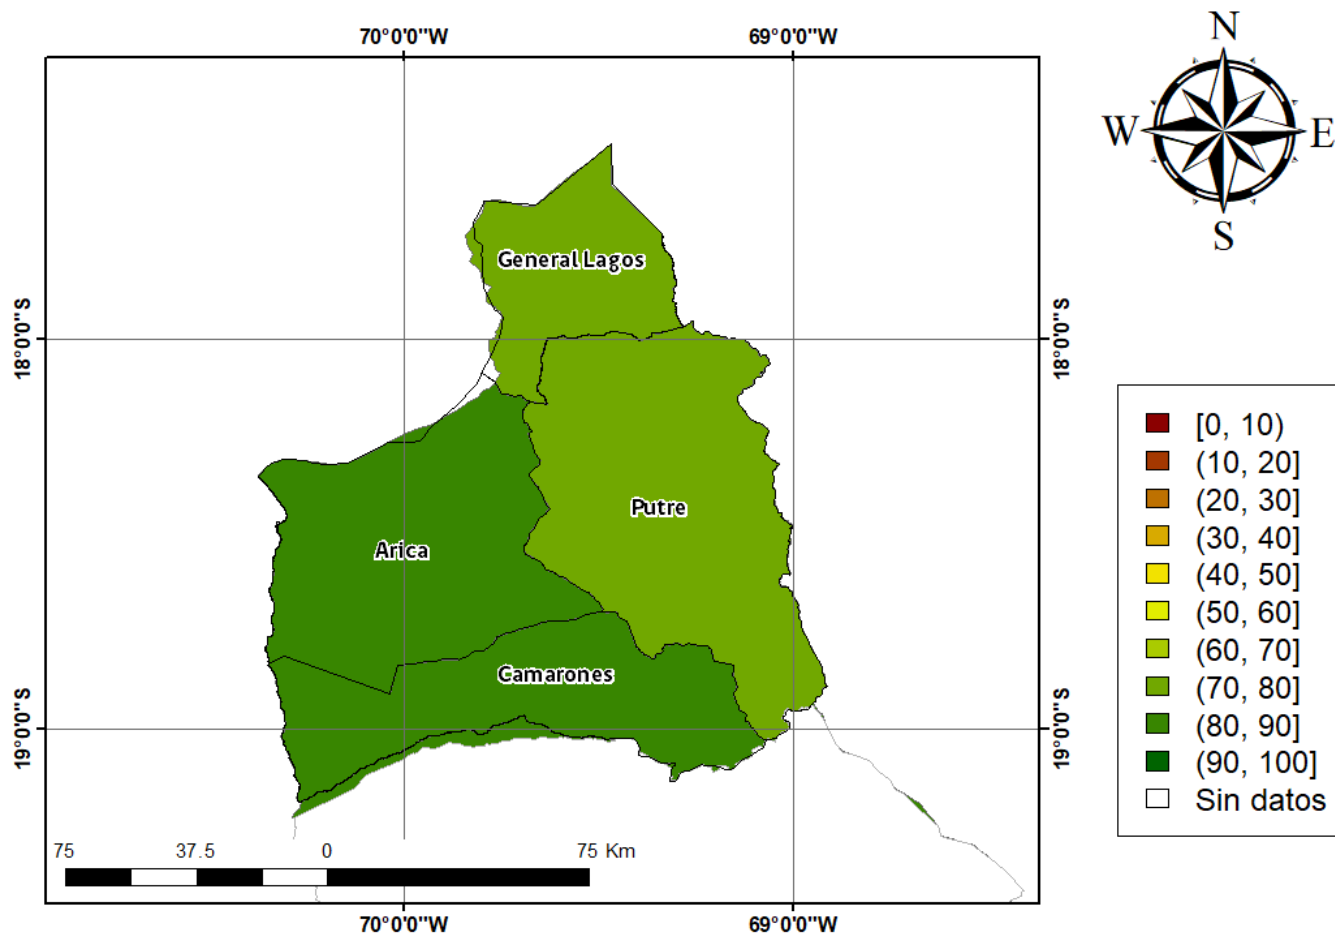 70°0'0"W 69°0'0"W
N
W E
S
General Lagos
18°0'0"S 18°0'0"S
Putre
Arica
Camarones
19°0'0"S 19°0'0"S
[0, 10)
(10, 20]
(20, 30]
(30, 40]
(40, 50]
(50, 60]
(60, 70]
(70, 80]
(80, 90]
(90, 100]
Sin datos
75 37.5 0 75 Km
70°0'0"W 69°0'0"W